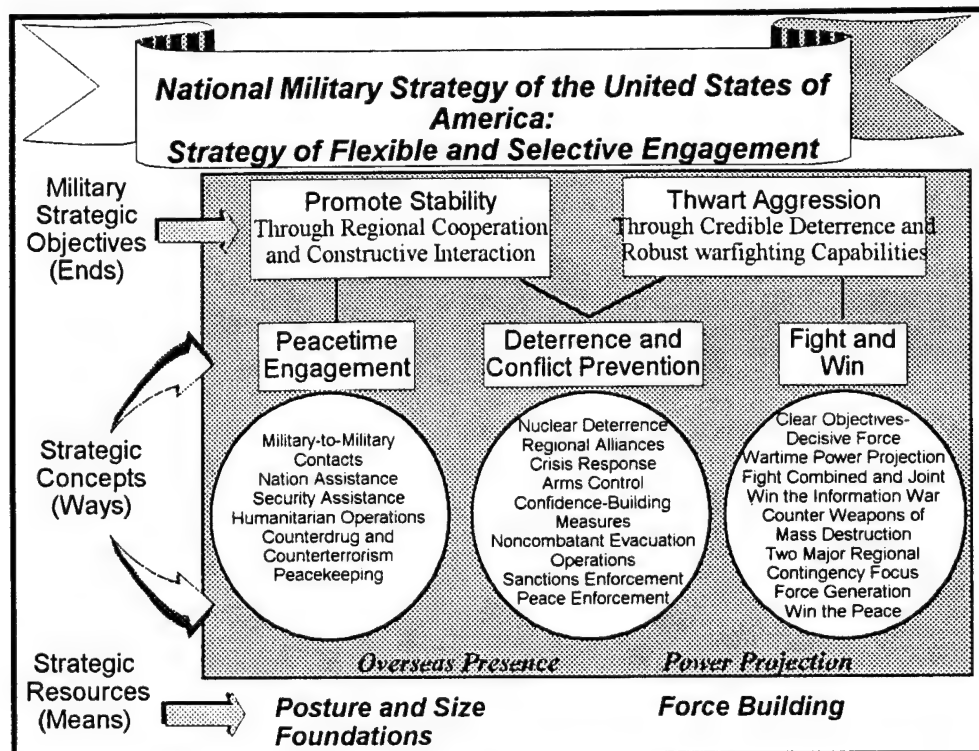 National Military Strategy of the United States of
America:
Strategy of Flexible and Selective Engagement
Military
Strategic
Objectives
(Ends)
Promote Stability
Through Regional Cooperation
and Constructive Interaction
Thwart Aggression
Through Credible Deterrence and
Robust warfighting Capabilities
Strategic
Concepts
(Ways)
Peacetime
Engagement
Deterrence and
Conflict Prevention
Fight and
Win
Military-to-Military
Contacts
Nation Assistance
Security Assistance
Humanitarian Operations
Counterdrug and
Counterterrorism
Peacekeeping
Nuclear Deterrence
Regional Alliances
Crisis Response
Arms Control
Confidence-Building
Measures
Noncombatant Evacuation
Operations
Sanctions Enforcement
Peace Enforcement
Clear Objectives-
Decisive Force
Wartime Power Projection
Fight Combined and Joint
Win the Information War
Counter Weapons of
Mass Destruction
Two Major Regional
Contingency Focus
Force Generation
Win the Peace
Overseas Presence
Power Projection
Strategic
Resources
(Means)
Posture and Size
Foundations
Force Building